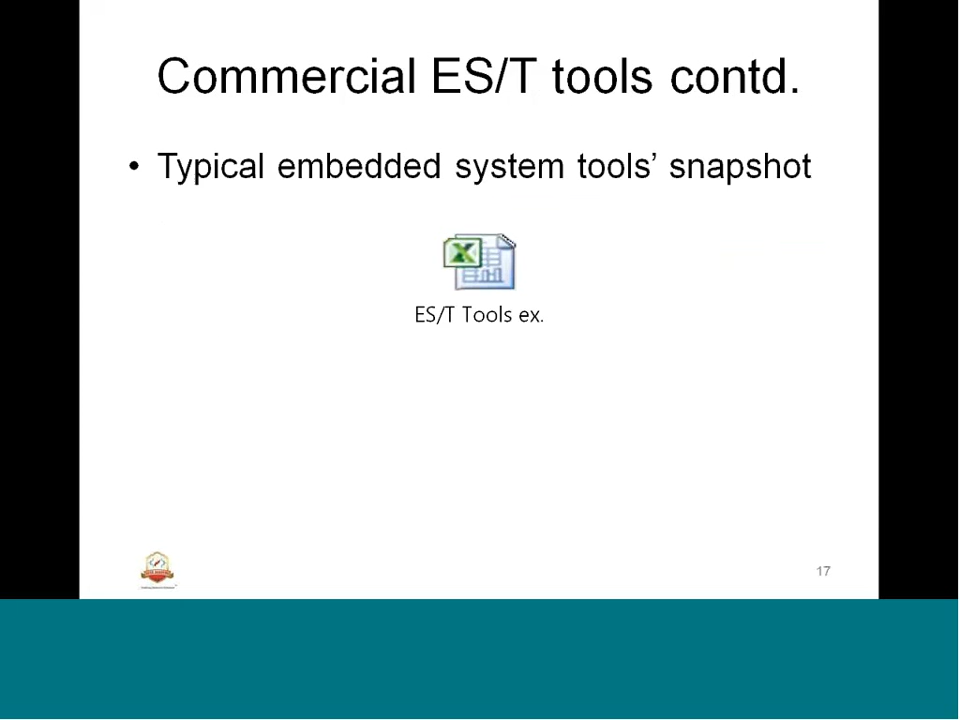 Commercial ES/T tools contd.
• Typical embedded system tools’ snapshot
ES/T Tools ex.
17